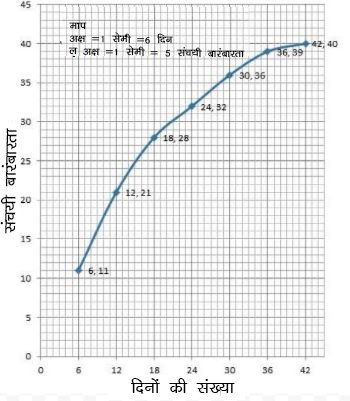 45
माप
अक्ष =1 सेमी =6 दिन
अक्ष =1 सेमी = 5 संचयी बारंबारता
40
42, 40
36, 39
35
30, 36
24, 32
30
18, 28
25
20
12, 21
15
10
6, 11
5
0
0 6 12 18 24 30 36 42
संचयी बारंबारता
दिनों की संख्या